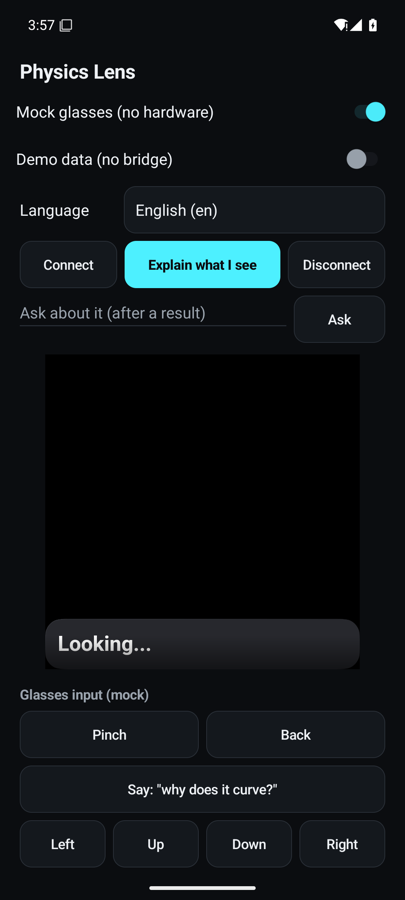 3:57
Physics Lens
Mock glasses (no hardware)
Demo data (no bridge)
Language
English (en)
Connect
Explain what I see
Disconnect
Ask about it (after a result)
Ask
Looking...
Glasses input (mock)
Pinch
Back
Say: "why does it curve?"
Left
Up
Down
Right